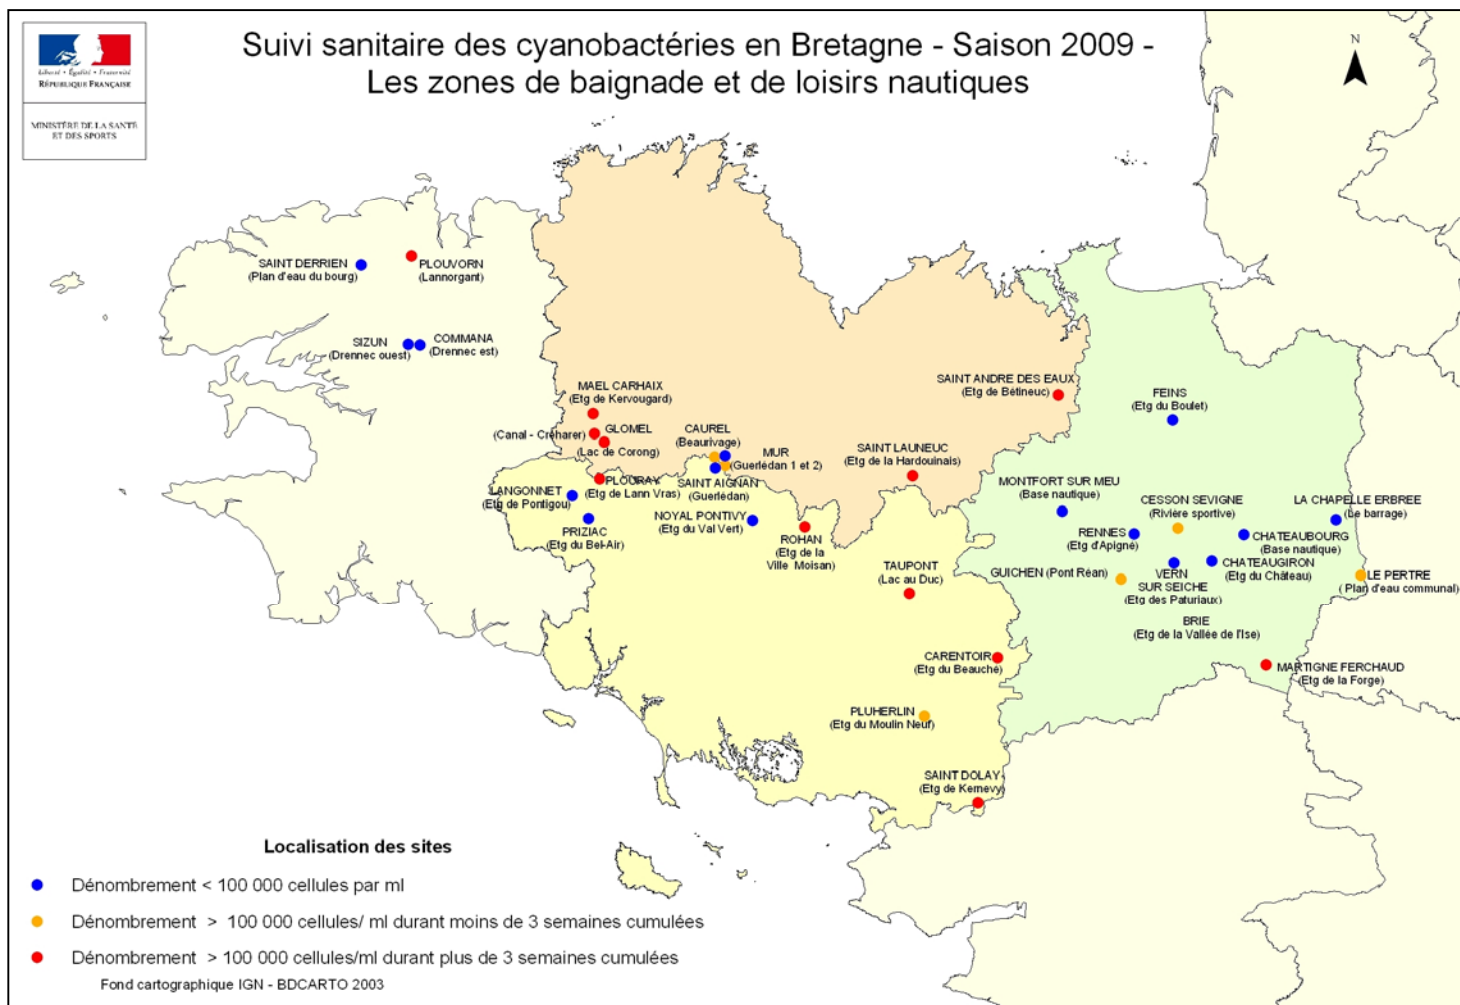 Liberté • Égalité • Fraternité
RÉPUBLIQUE FRANÇAISE
MINISTÈRE DE LA SANTÉ
ET DES SPORTS
Suivi sanitaire des cyanobactéries en Bretagne - Saison 2009 -
Les zones de baignade et de loisirs nautiques
N
SAINT DERRIEN
(Plan d'eau du bourg)
PLOUVORN
(Lannorgant)
SIZUN
(Drennec ouest)
COMMANA
(Drennec est)
MAEL CARHAIX
(Etg de Kervougard)
(Canal - Créharer)
GLOMEL
(Lac de Corong)
CAUREL
(Beaurivage)
MUR
(Guerlédan 1 et 2)
SAINT AIGNAN
(Guerlédan)
SAINT ANDRE DES EAUX
(Etg de Bétineuc)
SAINT LAUNEUC
(Etg de la Hardouinais)
PLOURAY
(Etg de Lann Vras)
LANGONNET
(Etg de Pontigou)
PRIZIAC
(Etg du Bel-Air)
NOYAL PONTIVY
(Etg du Val Vert)
ROHAN
(Etg de la
Ville Moisan)
TAUPONT
(Lac au Duc)
CARENTOIR
(Etg du Beauché)
PLUHERLIN
(Etg du Moulin Neuf)
SAINT DOLAY
(Etg de Kernevy)
FEINS
(Etg du Boulet)
MONTFORT SUR MEU
(Base nautique)
CESSON SEVIGNE
(Rivière sportive)
LA CHAPELLE ERBREE
(Le barrage)
RENNES
(Etg d'Apigné)
CHATEAUBOURG
(Base nautique)
CHATEAUGIRON
(Etg du Château)
GUICHEN (Pont Réan)
VERN
SUR SEICHE
(Etg des Paturiaux)
LE PERTRE
(Plan d'eau communal)
BRIE
(Etg de la Vallée de l'Ise)
MARTIGNE FERCHAUD
(Etg de la Forge)
Localisation des sites
Dénombrement < 100 000 cellules par ml
Dénombrement > 100 000 cellules/ ml durant moins de 3 semaines cumulées
Dénombrement > 100 000 cellules/ml durant plus de 3 semaines cumulées
Fond cartographique IGN - BDCARTO 2003